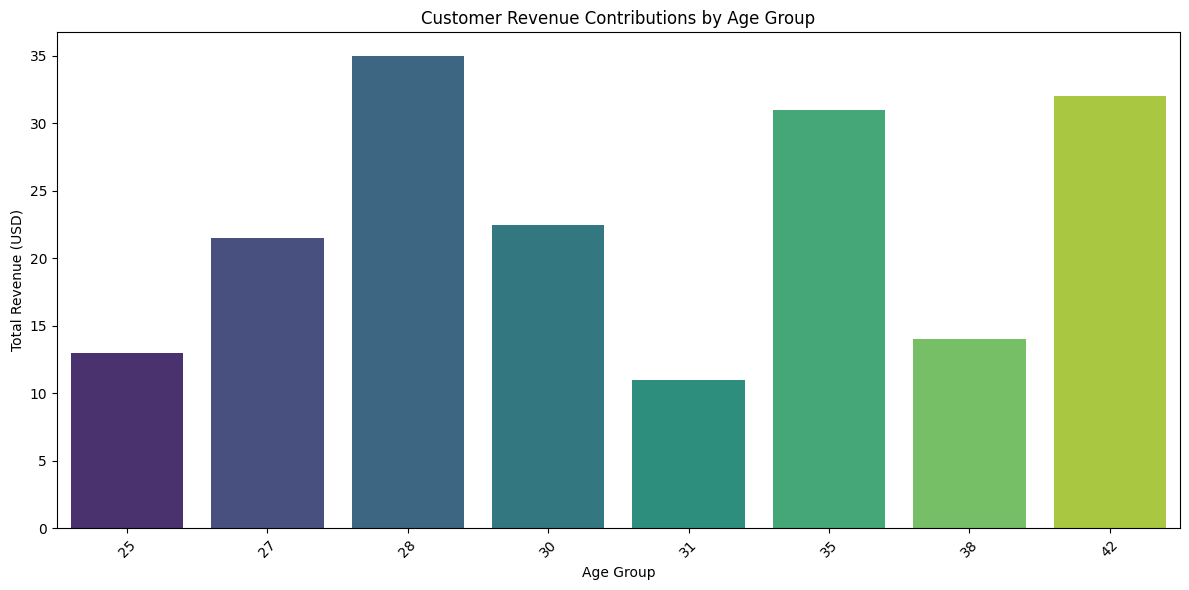 Customer Revenue Contributions by Age Group
Total Revenue (USD)
35
30
25
20
15
10
5
0
25 27 28 30 31 35 38 42
Age Group